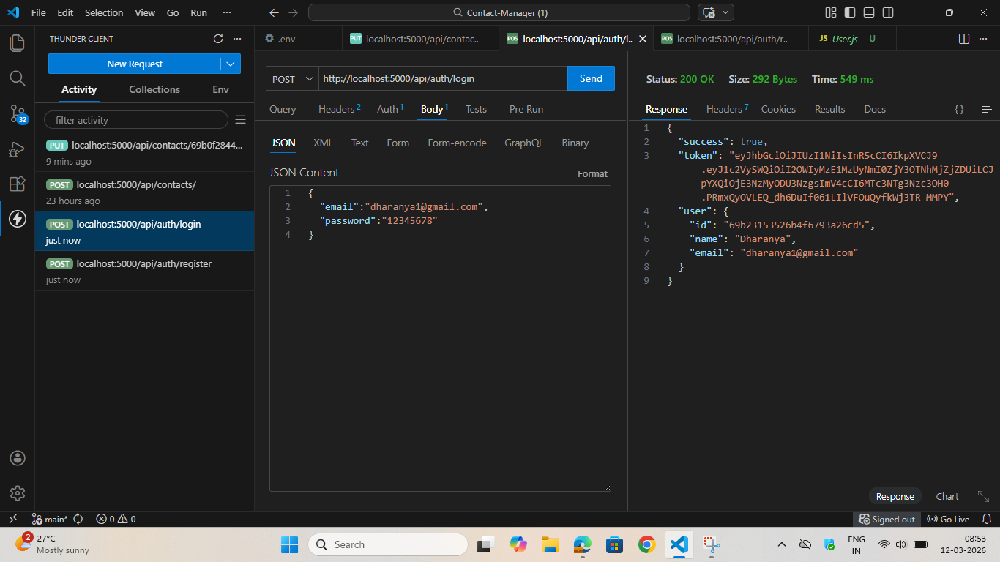 File Edit Selection View Go Run ···
Contact-Manager (1)
THUNDER CLIENT
New Request
Activity Collections Env
filter activity
PUT localhost:5000/api/contacts/69b0f2844...
9 mins ago
POST localhost:5000/api/contacts/
23 hours ago
POST localhost:5000/api/auth/login
just now
POST localhost:5000/api/auth/register
just now
32
.env
PUT localhost:5000/api/contac..
POS localhost:5000/api/auth/l..
POS localhost:5000/api/auth/r..
JS User.js U
POST http://localhost:5000/api/auth/login Send
Query Headers 2 Auth 1 Body 1 Tests Pre Run
JSON XML Text Form Form-encode GraphQL Binary
JSON Content Format
1 {
2 "email":"dharanya1@gmail.com",
3 "password":"12345678"
4 }
Status: 200 OK Size: 292 Bytes Time: 549 ms
Response Headers 7 Cookies Results Docs { }
1 {
2 "success": true,
3 "token": "eyJhbGciOiJIUzI1NiIsInR5cCI6IkpXVCJ9
.eyJ1c2VySWQiOiI2OWIyMzE1MzUyNmI0ZjY3OTNhMjZjZDUiLCJ
pYXQiOjE3NzMyODU3NzgsImV4cCI6MTc3NTg3Nzc3OH0
.PRmxQyOVLEQ_dh6DuIf061LIlVFOuQyfkWj3TR-MMPY",
4 "user": {
5 "id": "69b23153526b4f6793a26cd5",
6 "name": "Dharanya",
7 "email": "dharanya1@gmail.com"
8 }
9 }
Response Chart
main* 0 0
Signed out Go Live
2
27°C
Mostly sunny
Search
ENG
IN
08:53
12-03-2026